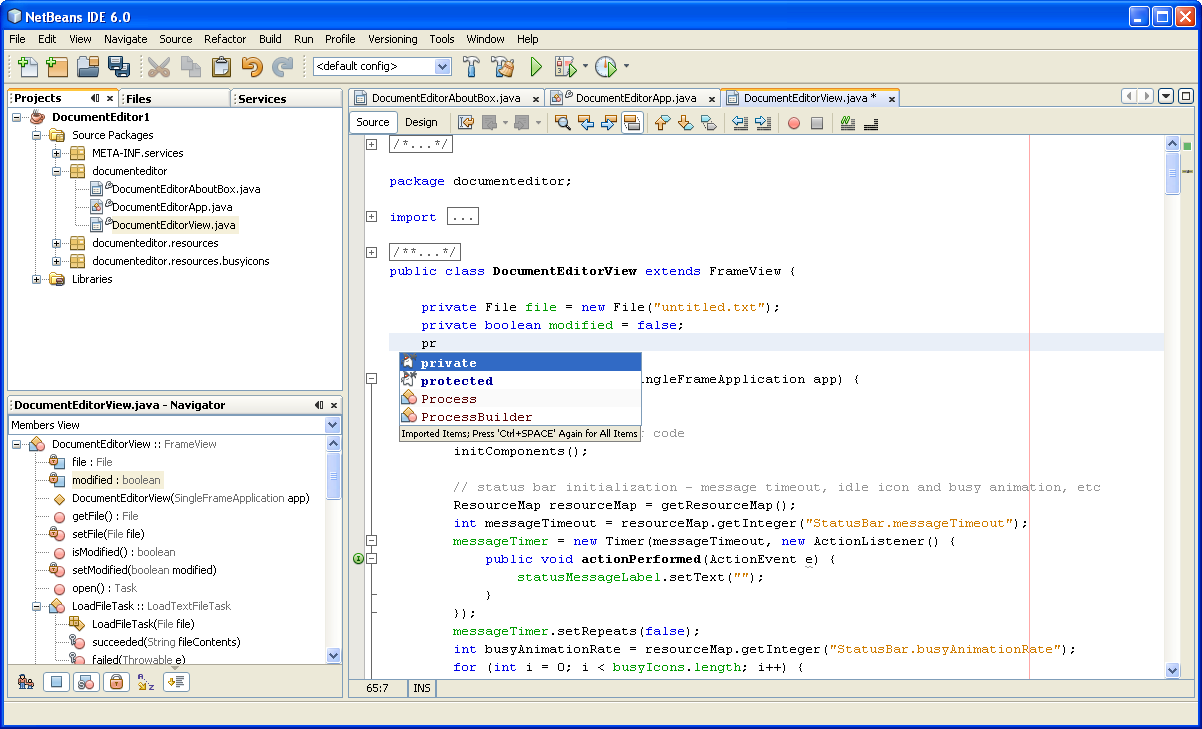 NetBeans IDE 6.0
File Edit View Navigate Source Refactor Build Run Profile Versioning Tools Window Help
<default config>
Projects
Files
Services
DocumentEditor1
Source Packages
META-INF.services
documenteditor
DocumentEditorAboutBox.java
DocumentEditorApp.java
DocumentEditorView.java
documenteditor.resources
documenteditor.resources.busyicons
Libraries
DocumentEditorView.java - Navigator
Members View
DocumentEditorView :: FrameView
file : File
modified : boolean
DocumentEditorView(SingleFrameApplication app)
getFile() : File
setFile(File file)
isModified() : boolean
setModified(boolean modified)
open() : Task
LoadFileTask :: LoadTextFileTask
LoadFileTask(File file)
succeeded(String fileContents)
failed(Throwable e)
DocumentEditorAboutBox.java
DocumentEditorApp.java
DocumentEditorView.java *
Source Design
/*...*/
package documenteditor;
import ...
/**...*/
public class DocumentEditorView extends FrameView {
private File file = new File("untitled.txt");
private boolean modified = false;
pr
private
protected
Process
ProcessBuilder
Imported Items; Press 'Ctrl+SPACE' Again for All Items
ngleFrameApplication app) {
code
initComponents();
// status bar initialization - message timeout, idle icon and busy animation, etc
ResourceMap resourceMap = getResourceMap();
int messageTimeout = resourceMap.getInteger("StatusBar.messageTimeout");
messageTimer = new Timer(messageTimeout, new ActionListener() {
public void actionPerformed(ActionEvent e) {
statusMessageLabel.setText("");
}
});
messageTimer.setRepeats(false);
int busyAnimationRate = resourceMap.getInteger("StatusBar.busyAnimationRate");
for (int i = 0; i < busyIcons.length; i++) {
65:7 INS